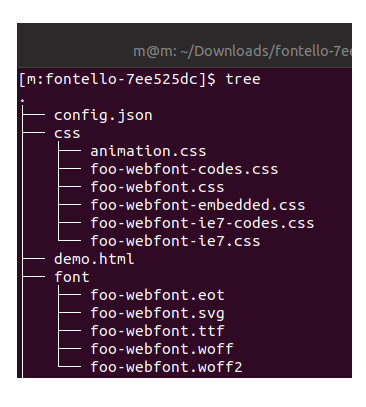 m@m: ~/Downloads/fontello-7ee
[m:fontello-7ee525dc]$ tree
.
├── config.json
├── css
│   ├── animation.css
│   ├── foo-webfont-codes.css
│   ├── foo-webfont.css
│   ├── foo-webfont-embedded.css
│   ├── foo-webfont-ie7-codes.css
│   └── foo-webfont-ie7.css
├── demo.html
├── font
│   ├── foo-webfont.eot
│   ├── foo-webfont.svg
│   ├── foo-webfont.ttf
│   ├── foo-webfont.woff
│   └── foo-webfont.woff2